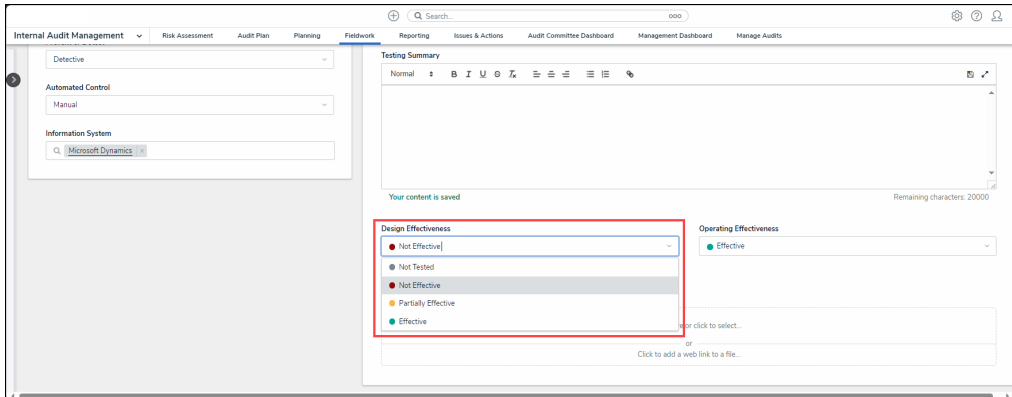 Search...
Internal Audit Management
Risk Assessment
Audit Plan
Planning
Fieldwork
Reporting
Issues & Actions
Audit Committee Dashboard
Management Dashboard
Manage Audits
Detective
Automated Control
Manual
Information System
Microsoft Dynamics
Testing Summary
Normal
B I U S
Your content is saved
Remaining characters: 20000
Design Effectiveness
Not Effective
Not Tested
Not Effective
Partially Effective
Effective
Operating Effectiveness
Effective
or click to select...
or
Click to add a web link to a file...